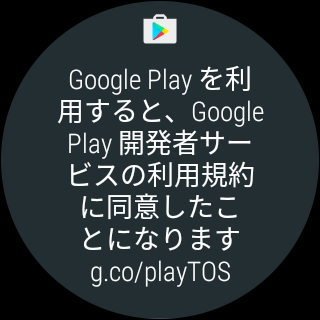 Google Play を利
用すると、Google
Play 開発者サー
ビスの利用規約
に同意したこ
とになります
g.co/playTOS